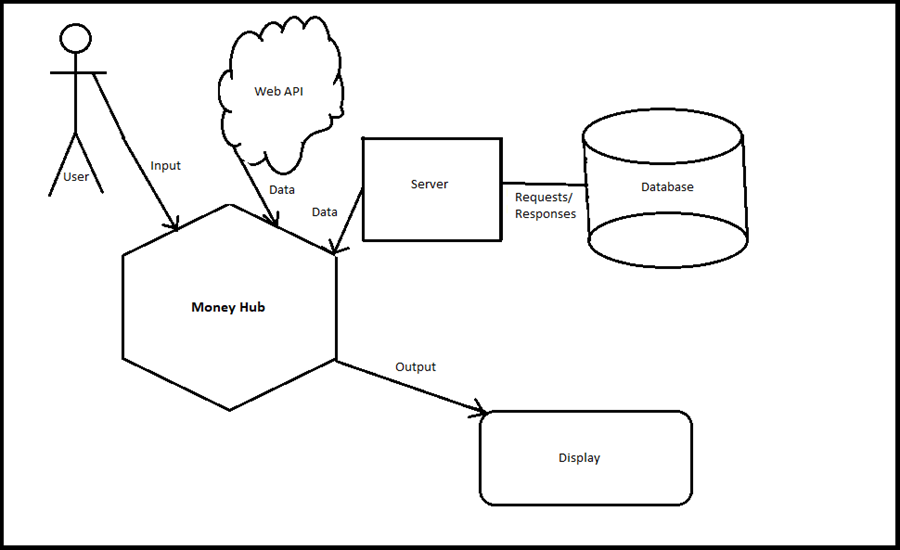 Web API
User
Input
Data
Data
Server
Requests/
Responses
Database
Money Hub
Output
Display